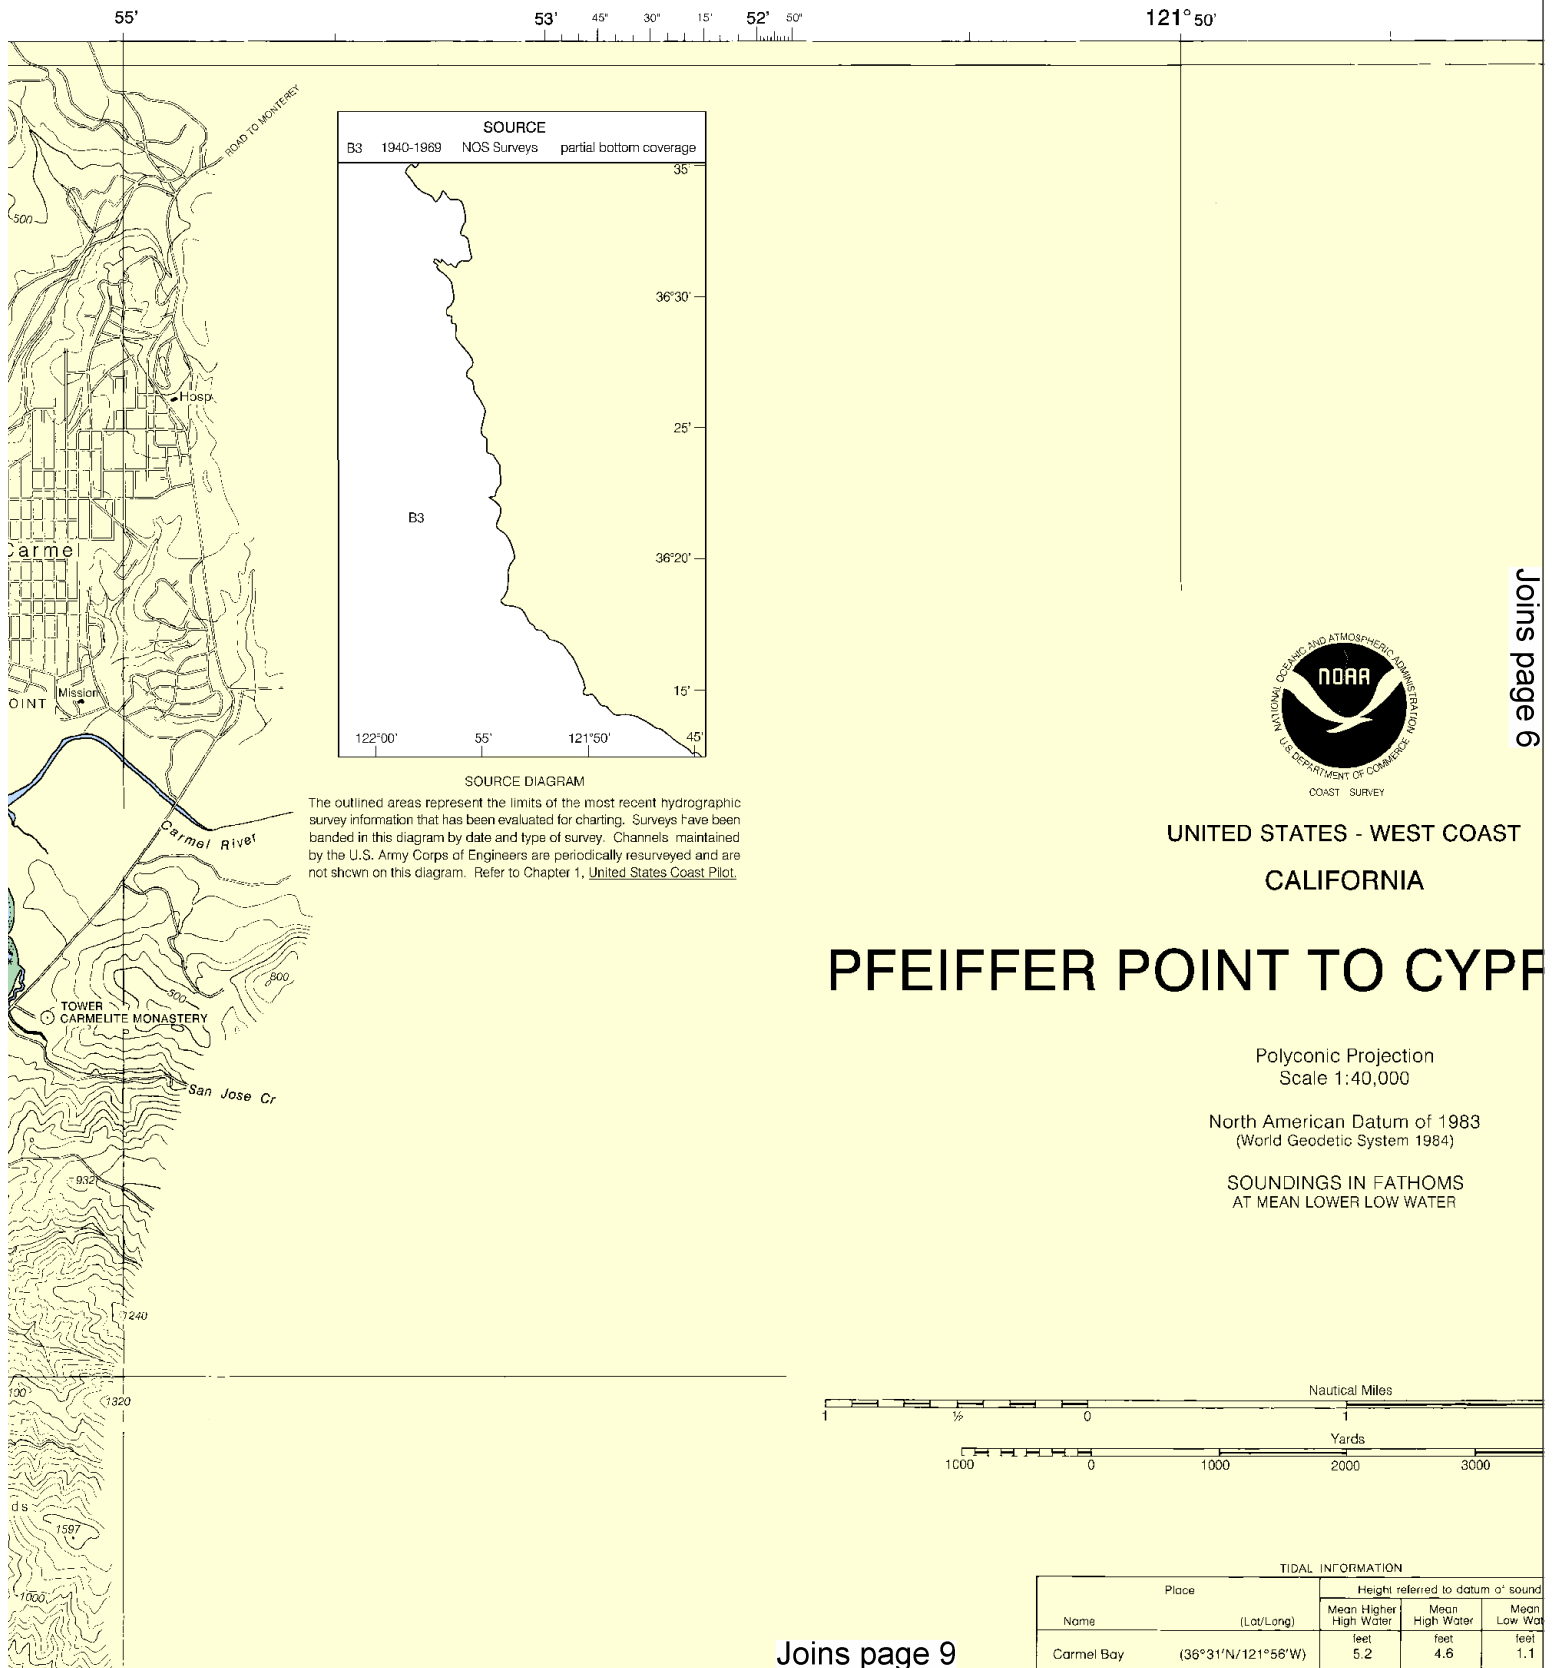 55'
53'
45"
30"
15'
52'
50"
121°50'
ROAD TO MONTEREY
500
Hosp
Carmel
Mission
OINT
Carmel River
800
500
TOWER
CARMELITE MONASTERY
San Jose Cr
932
1240
100
1320
ds
1597
1000
SOURCE
B3 1940-1969 NOS Surveys partial bottom coverage
35'
36°30'
25'
B3
36°20'
15'
122°00' 55' 121°50' 45'
SOURCE DIAGRAM
The outlined areas represent the limits of the most recent hydrographic
survey information that has been evaluated for charting. Surveys have been
banded in this diagram by date and type of survey. Channels maintained
by the U.S. Army Corps of Engineers are periodically resurveyed and are
not shown on this diagram. Refer to Chapter 1, United States Coast Pilot.
Joins page 6
NATIONAL OCEANIC AND ATMOSPHERIC ADMINISTRATION
NOAA
U.S. DEPARTMENT OF COMMERCE
COAST SURVEY
UNITED STATES - WEST COAST
CALIFORNIA
PFEIFFER POINT TO CYPR
Polyconic Projection
Scale 1:40,000
North American Datum of 1983
(World Geodetic System 1984)
SOUNDINGS IN FATHOMS
AT MEAN LOWER LOW WATER
Nautical Miles
1 ½ 0 1
Yards
1000 0 1000 2000 3000
TIDAL INFORMATION
Place Height referred to datum of sound
Name (Lat/Long) Mean Higher High Water Mean High Water Mean Low Wat
feet feet feet
Carmel Bay (36°31'N/121°56'W) 5.2 4.6 1.1
Joins page 9